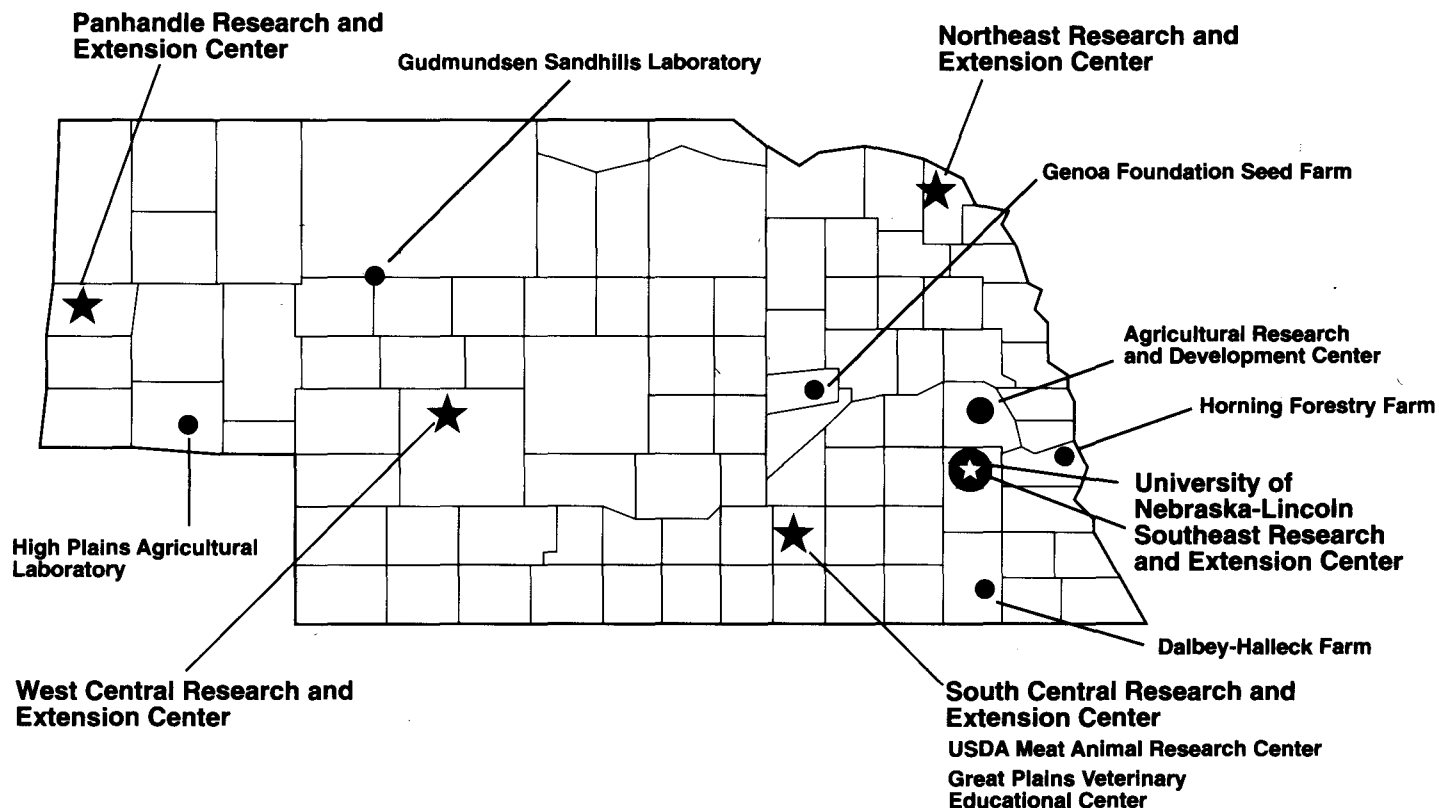 Panhandle Research and
Extension Center
Gudmundsen Sandhills Laboratory
Northeast Research and
Extension Center
Genoa Foundation Seed Farm
Agricultural Research
and Development Center
Horning Forestry Farm
University of
Nebraska-Lincoln
Southeast Research
and Extension Center
High Plains Agricultural
Laboratory
Dalbey-Halleck Farm
West Central Research and
Extension Center
South Central Research and
Extension Center
USDA Meat Animal Research Center
Great Plains Veterinary
Educational Center